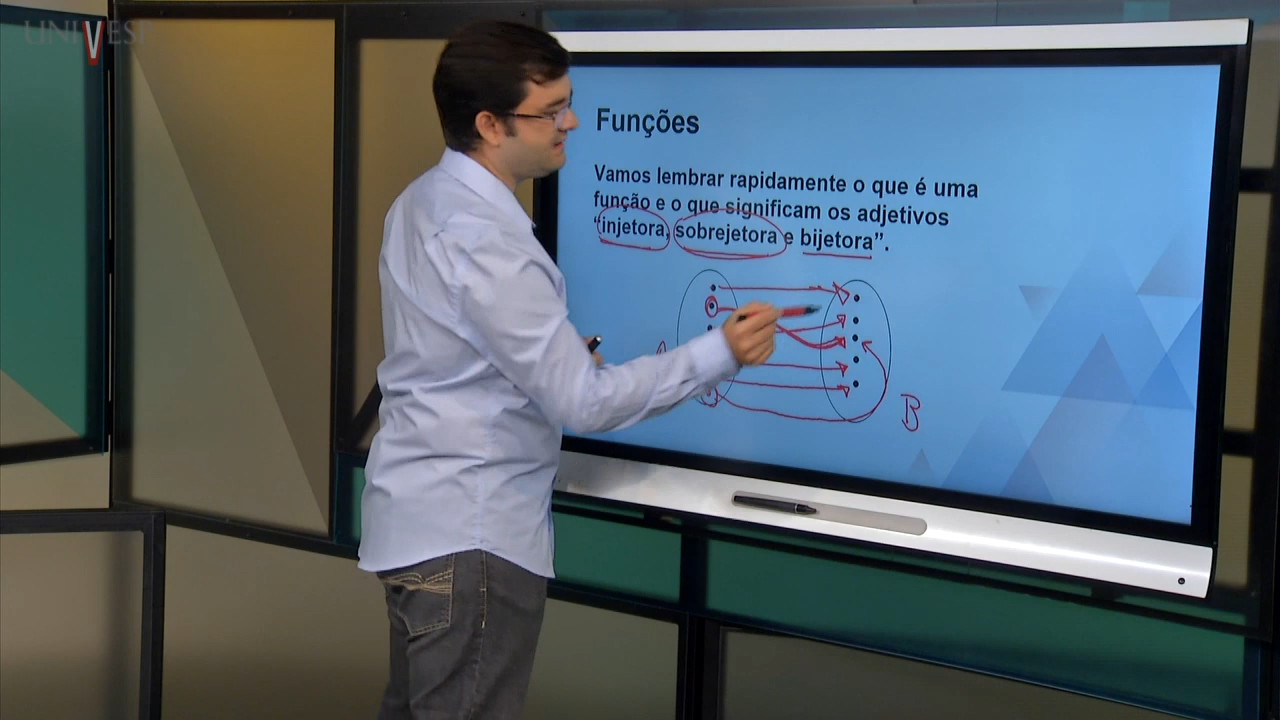 UNIVESP
Funções
Vamos lembrar rapidamente o que é uma
função e o que significam os adjetivos
“injetora, sobrejetora e bijetora”.
B